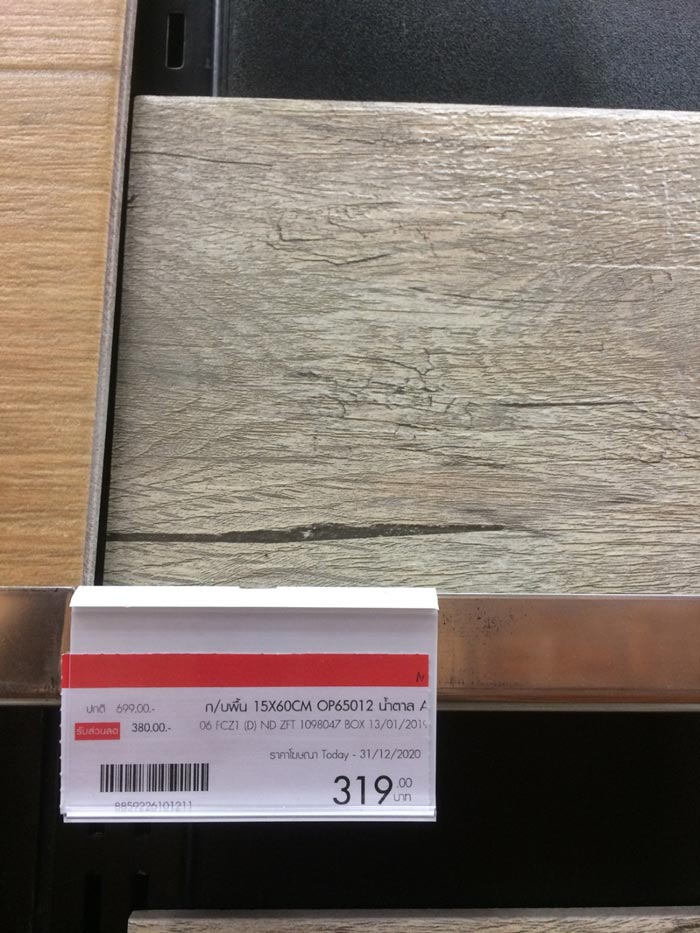 ปกติ 699.00.- ก/บพื้น 15X60CM OP65012 น้ำตาล A
รับส่วนลด 380.00.- 06 FCZ1 (D) ND ZFT 1098047 BOX 13/01/2019
ราคาโฆษณา Today - 31/12/2020
319.00
บาท
8859226101211